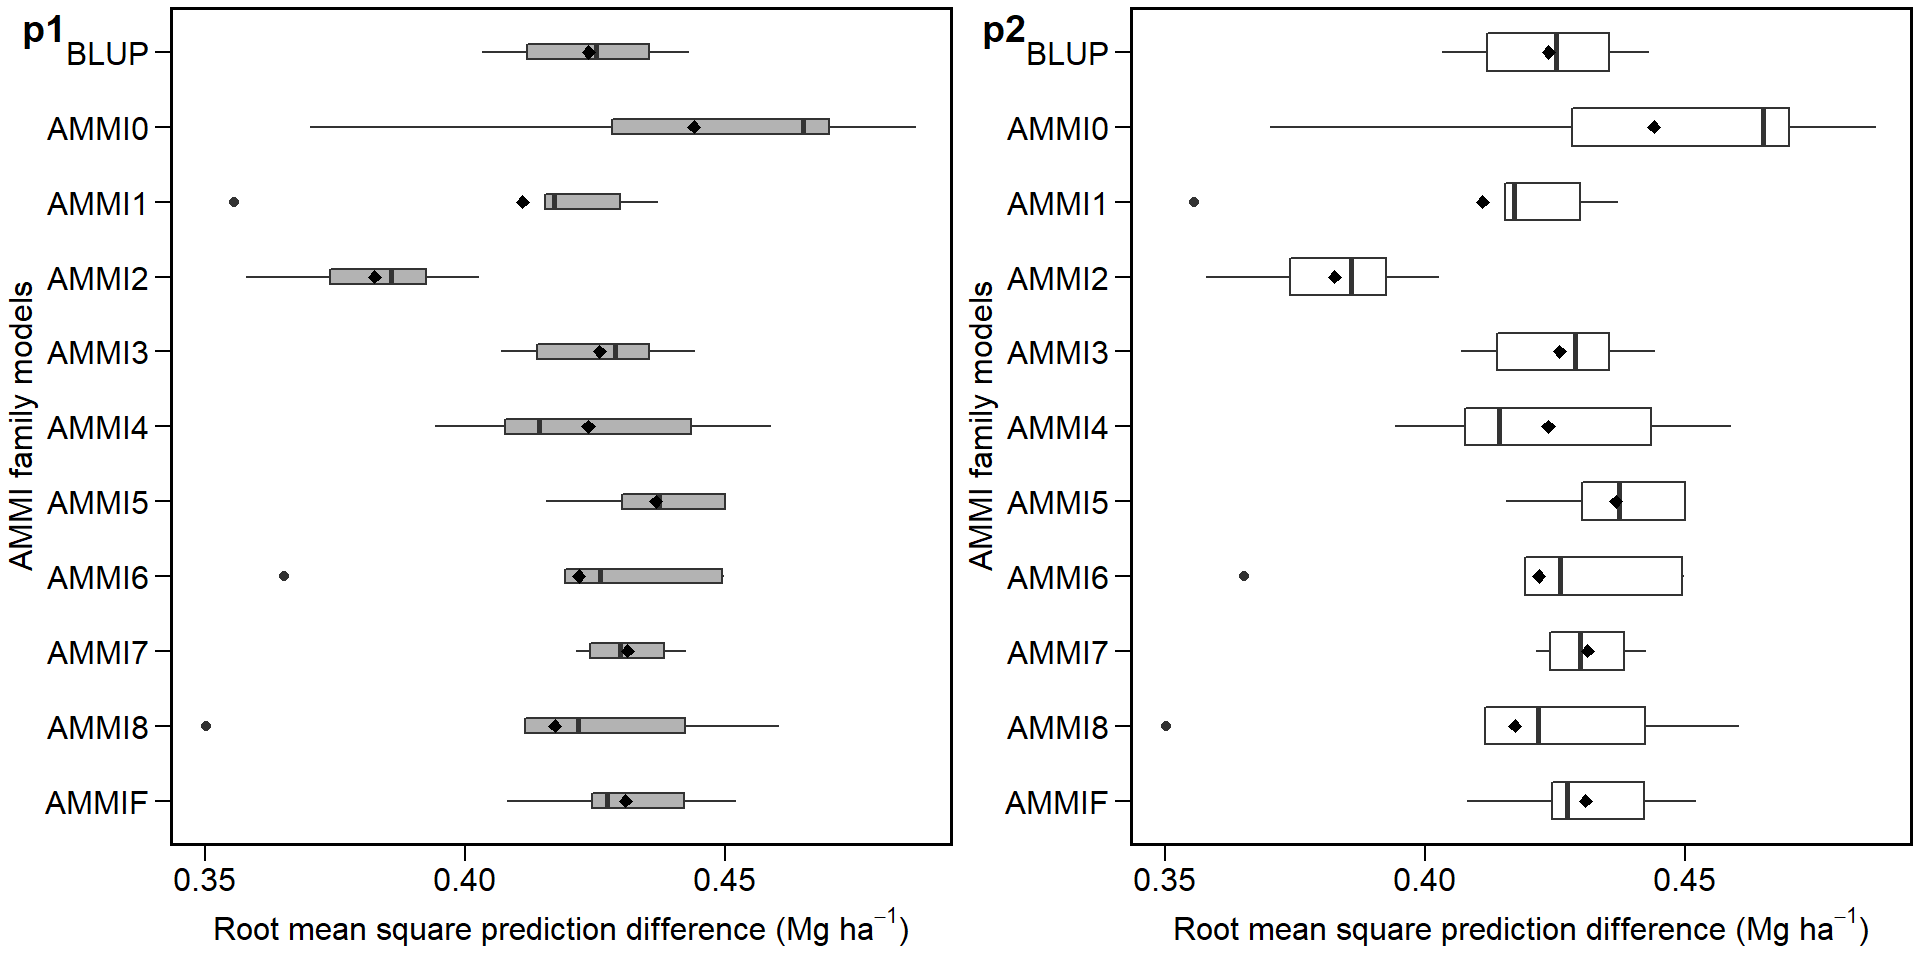 p1
BLUP
AMMI0
AMMI1
AMMI2
AMMI3
AMMI4
AMMI5
AMMI6
AMMI7
AMMI8
AMMIF
AMMI family models
0.35 0.40 0.45
Root mean square prediction difference (Mg ha⁻¹)
p2
BLUP
AMMI0
AMMI1
AMMI2
AMMI3
AMMI4
AMMI5
AMMI6
AMMI7
AMMI8
AMMIF
AMMI family models
0.35 0.40 0.45
Root mean square prediction difference (Mg ha⁻¹)